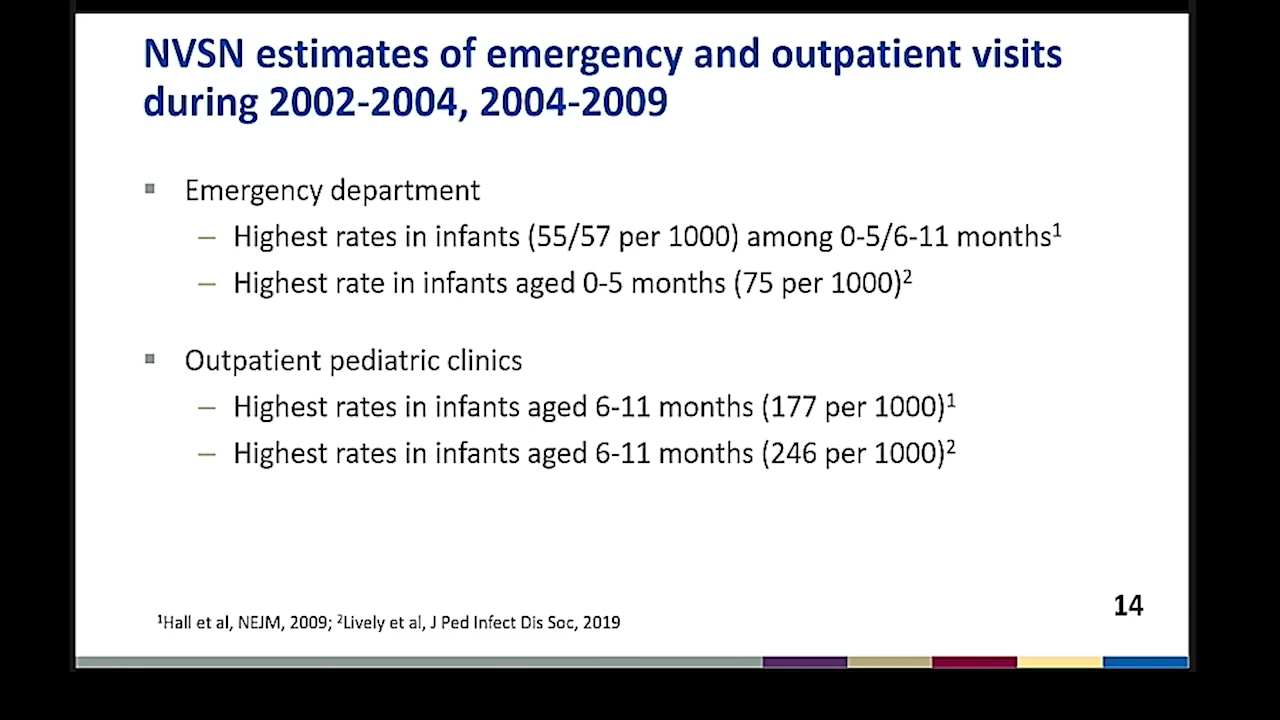 NVSN estimates of emergency and outpatient visits
during 2002-2004, 2004-2009
Emergency department
– Highest rates in infants (55/57 per 1000) among 0-5/6-11 months¹
– Highest rate in infants aged 0-5 months (75 per 1000)²
Outpatient pediatric clinics
– Highest rates in infants aged 6-11 months (177 per 1000)¹
– Highest rates in infants aged 6-11 months (246 per 1000)²
14
¹Hall et al, NEJM, 2009; ²Lively et al, J Ped Infect Dis Soc, 2019